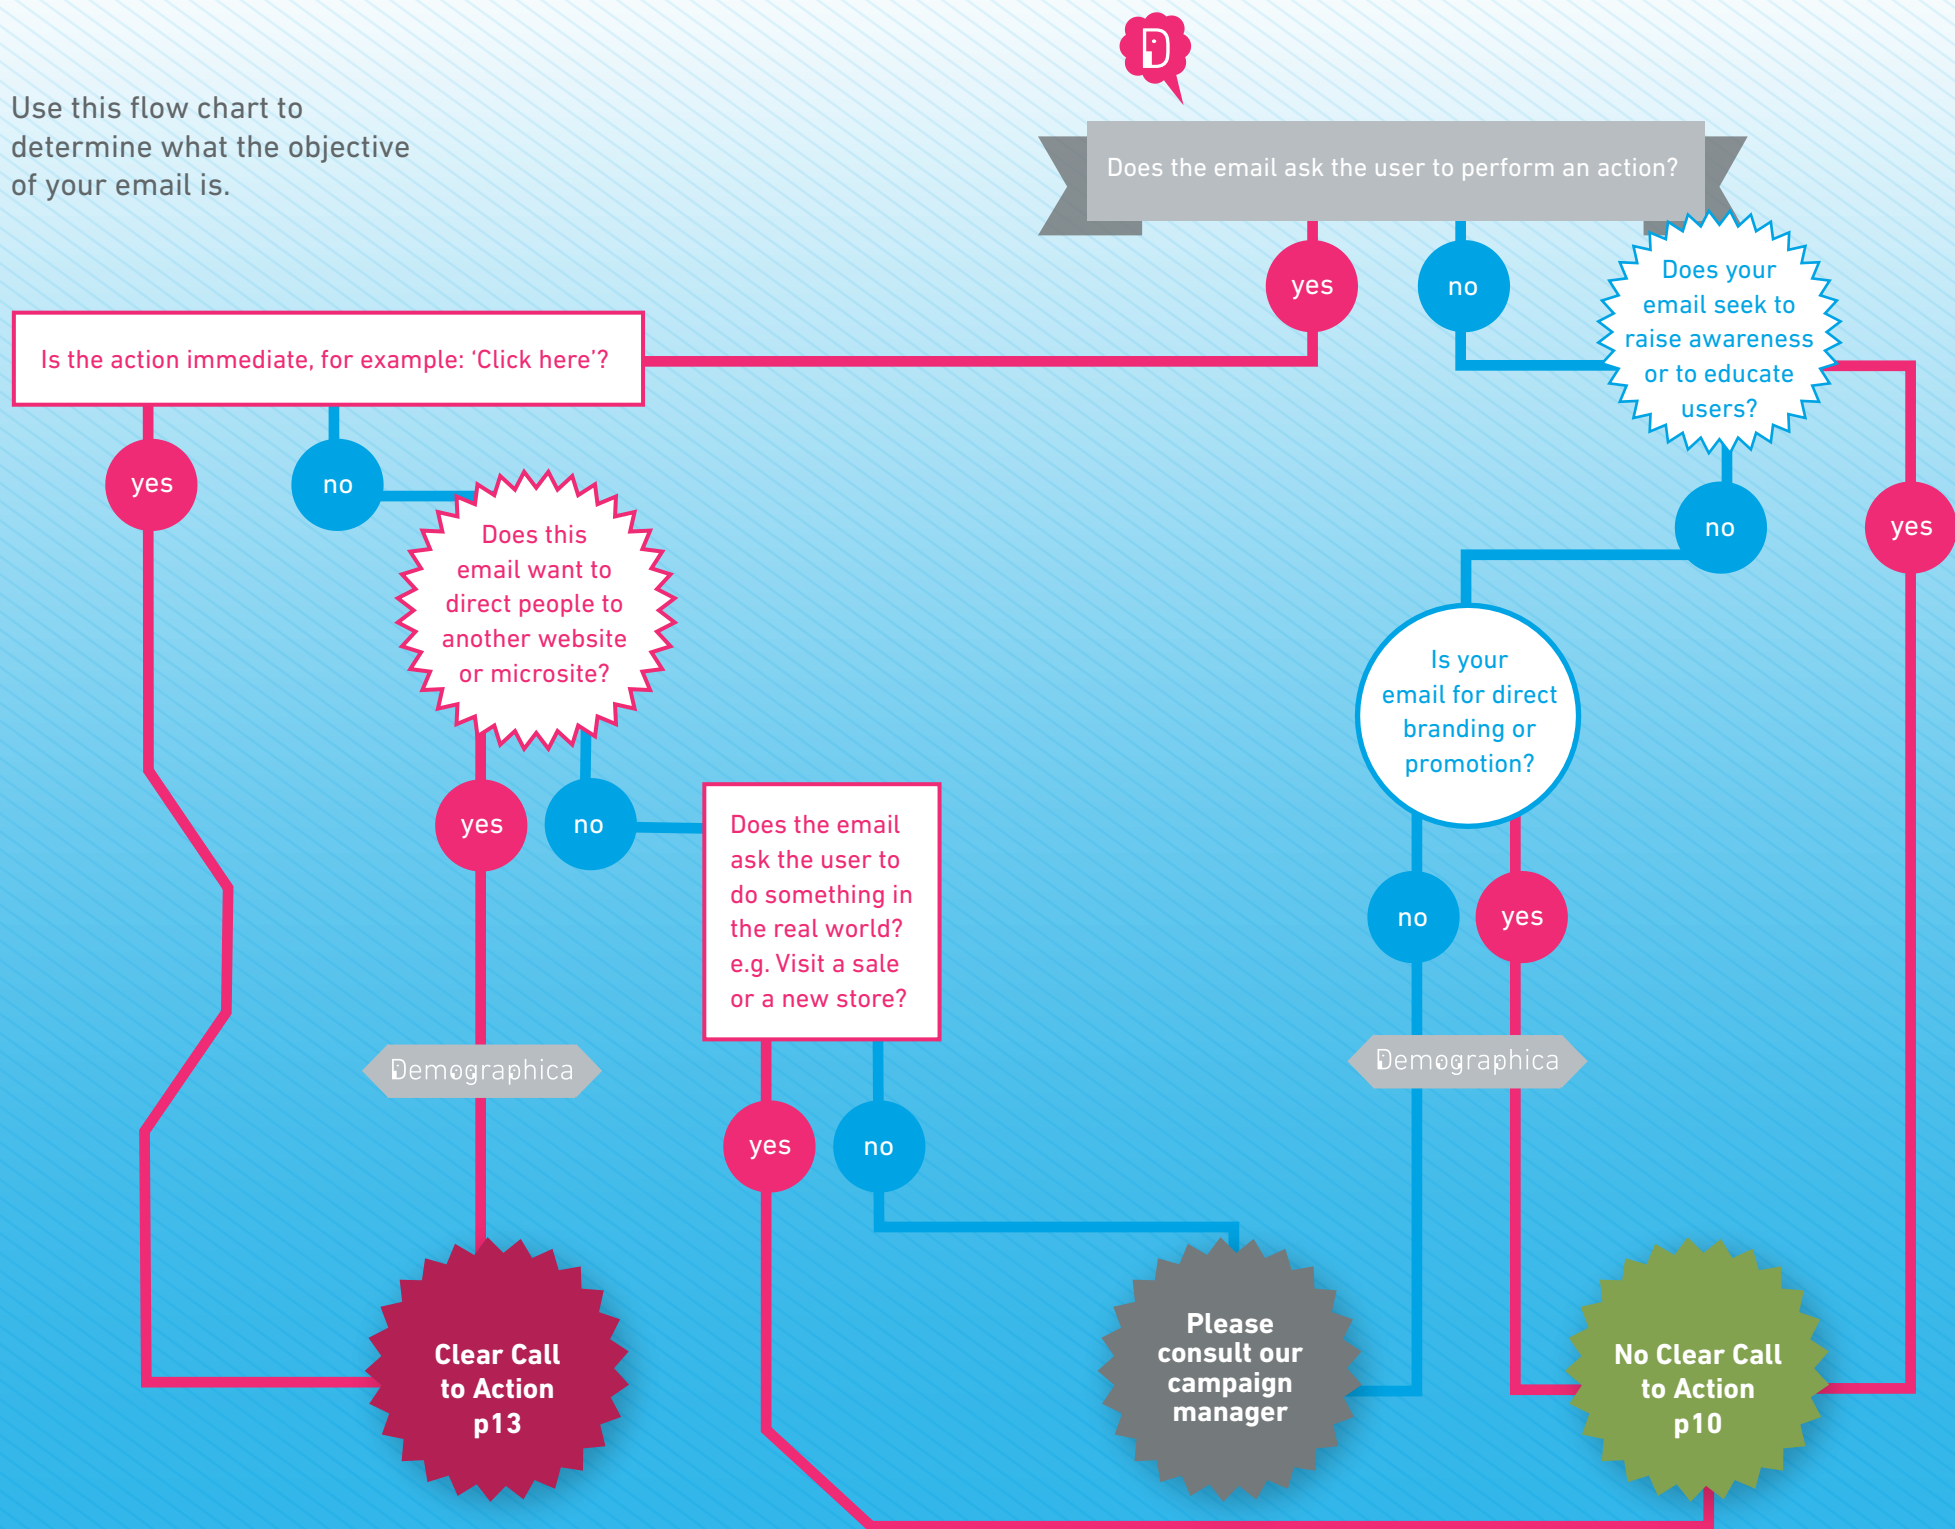 D
Use this flow chart to
determine what the objective
of your email is.
Does the email ask the user to perform an action?
yes
no
Does your
email seek to
raise awareness
or to educate
users?
Is the action immediate, for example: ‘Click here’?
yes
no
no
yes
Does this
email want to
direct people to
another website
or microsite?
Is your
email for direct
branding or
promotion?
yes
no
Does the email
ask the user to
do something in
the real world?
e.g. Visit a sale
or a new store?
no
yes
Demographica
Demographica
yes
no
Clear Call
to Action
p13
Please
consult our
campaign
manager
No Clear Call
to Action
p10